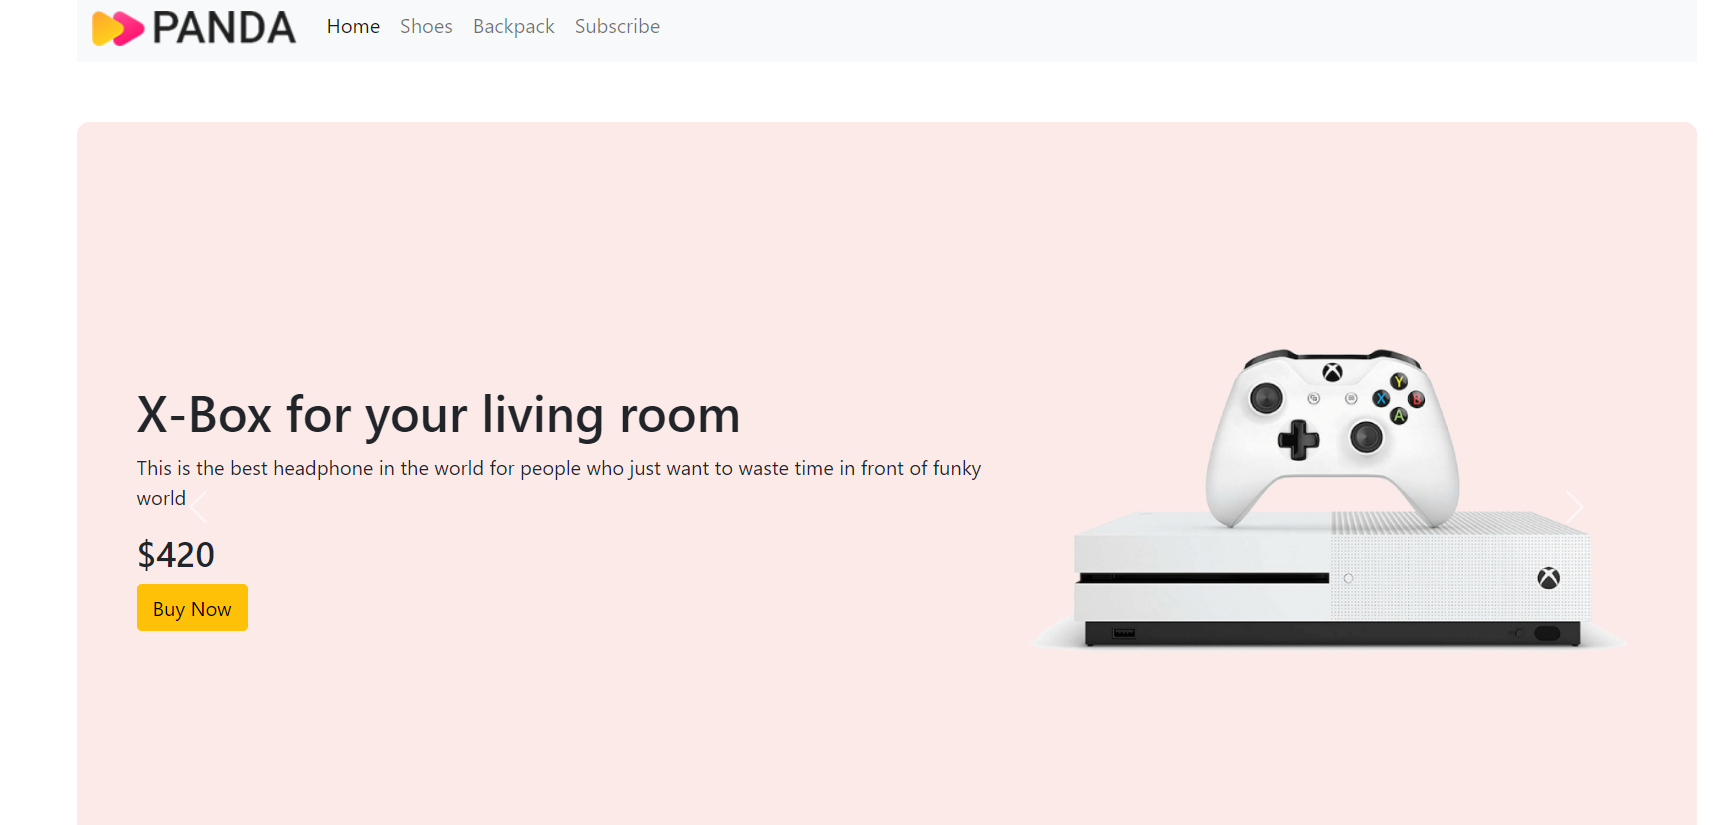 PANDA Home Shoes Backpack Subscribe
X-Box for your living room
This is the best headphone in the world for people who just want to waste time in front of funky
world
$420
Buy Now
Y
X B
A